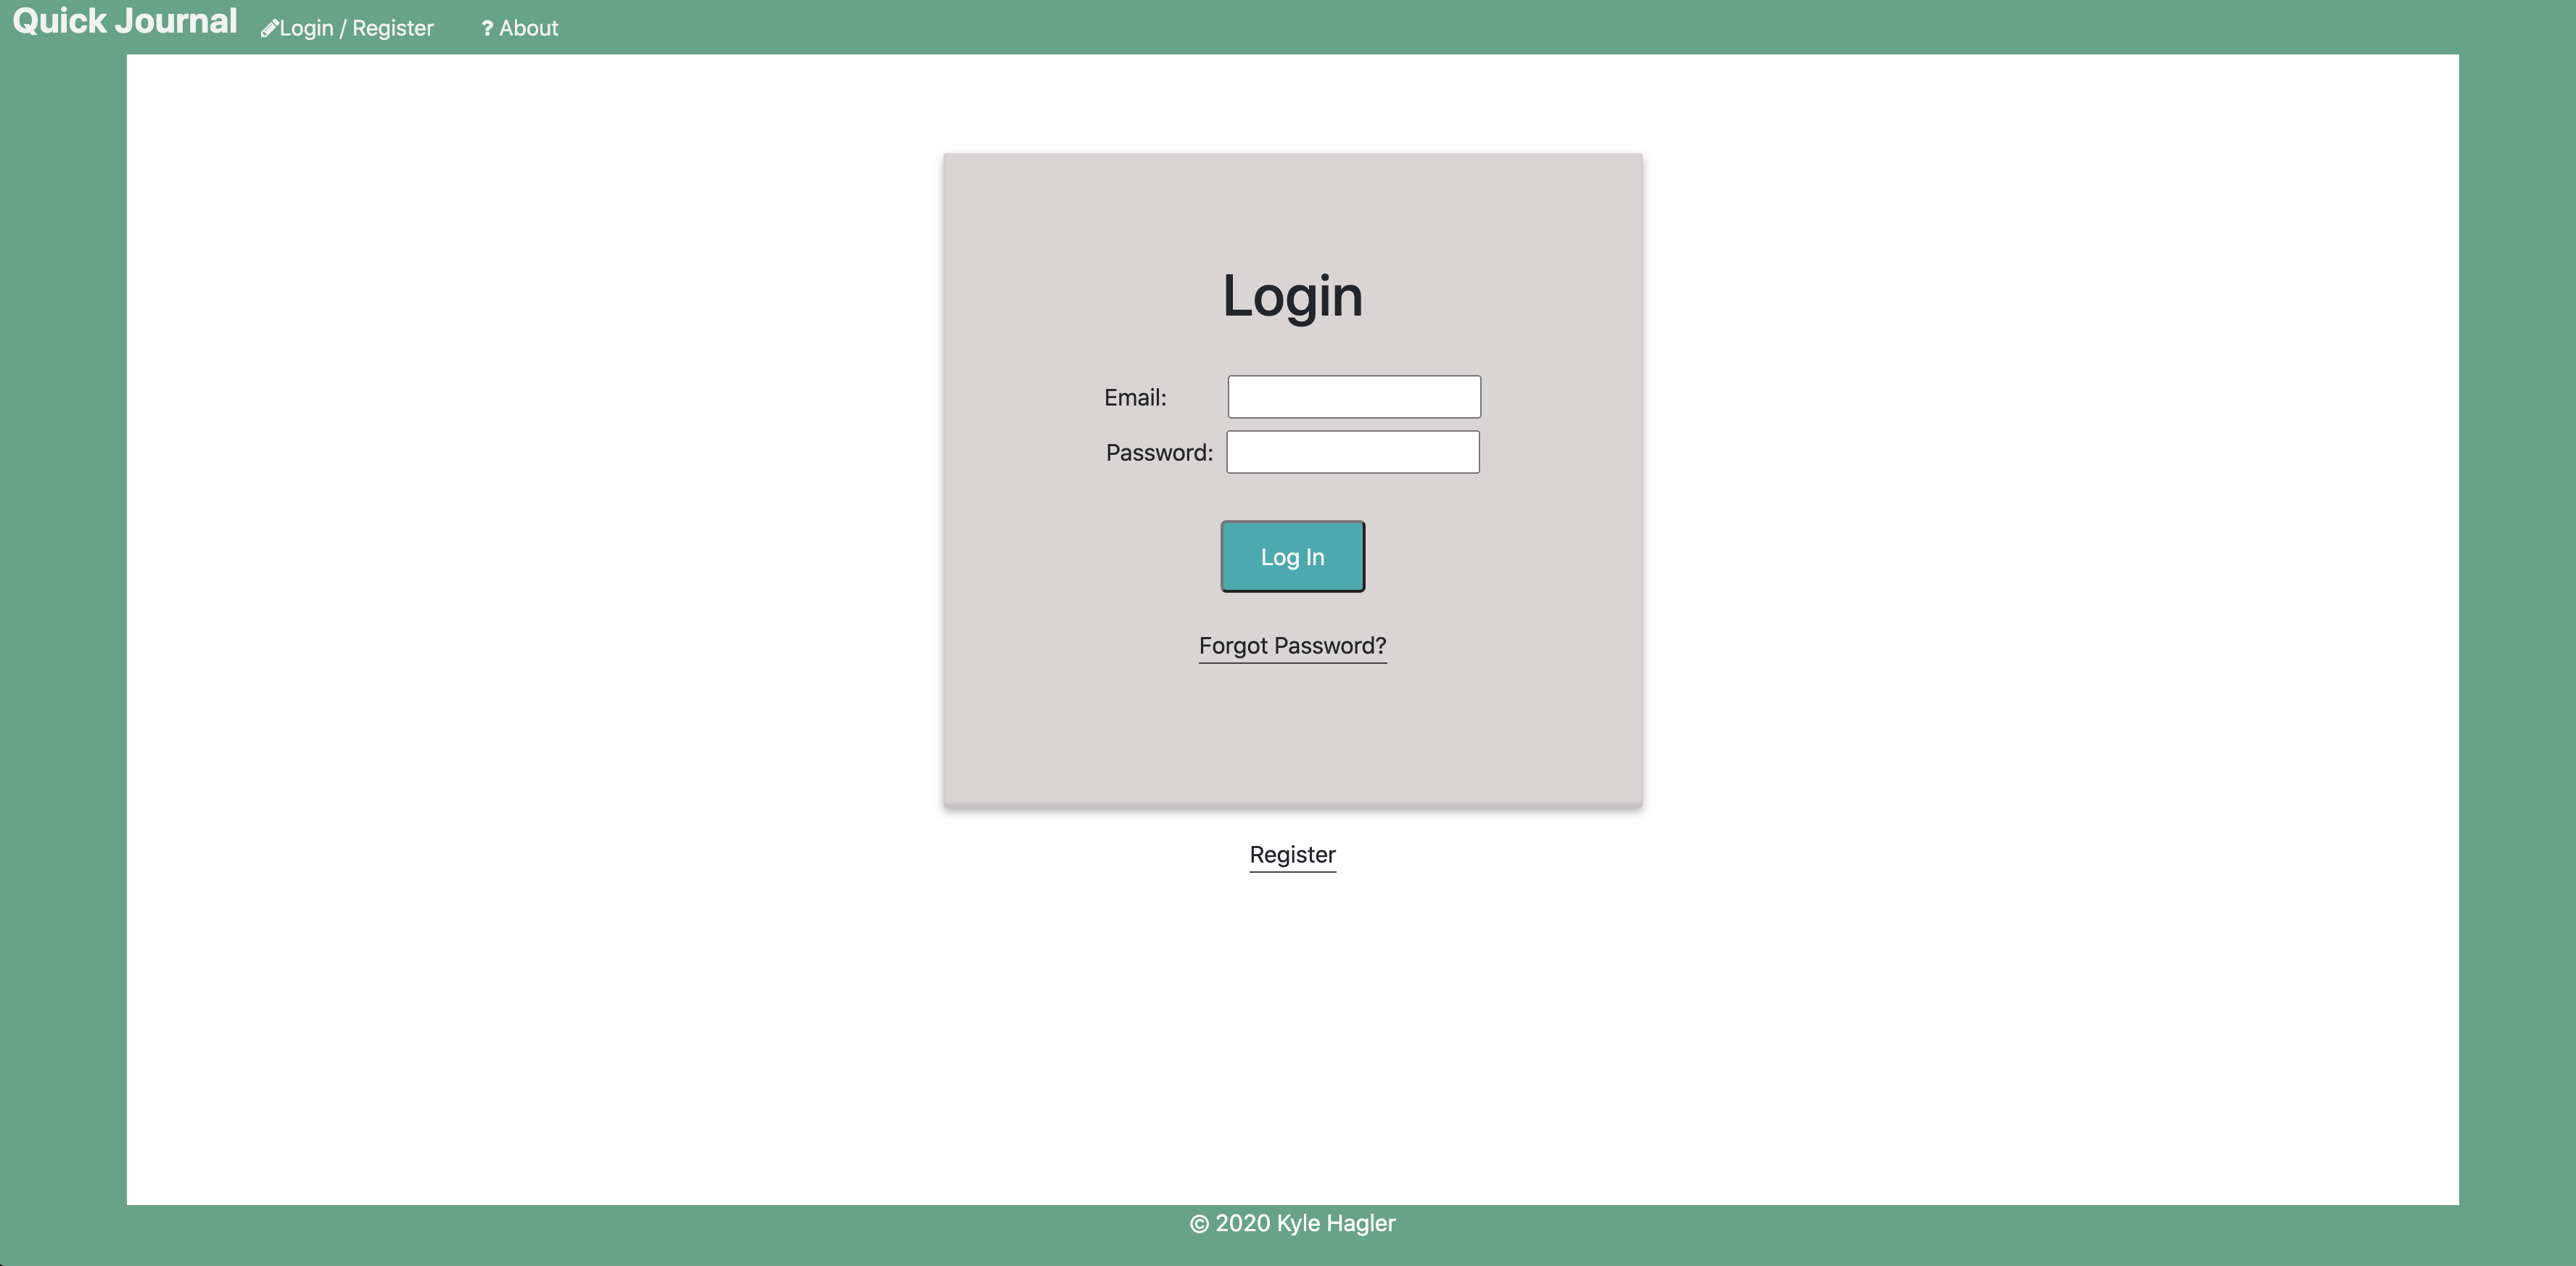 Quick Journal Login / Register ? About
Login
Email:
Password:
Log In
Forgot Password?
Register
© 2020 Kyle Hagler